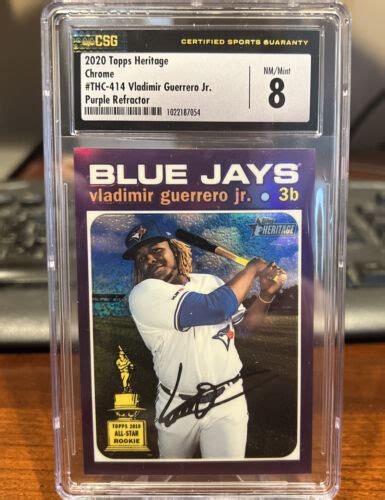 CSG
CERTIFIED SPORTS GUARANTY
2020 Topps Heritage
Chrome
#THC-414 Vladimir Guerrero Jr.
Purple Refractor
1022187054
NM/Mint
8
BLUE JAYS®
vladimir guerrero jr. • 3b
Topps
HERITAGE
TOPPS 2019
ALL-STAR
ROOKIE